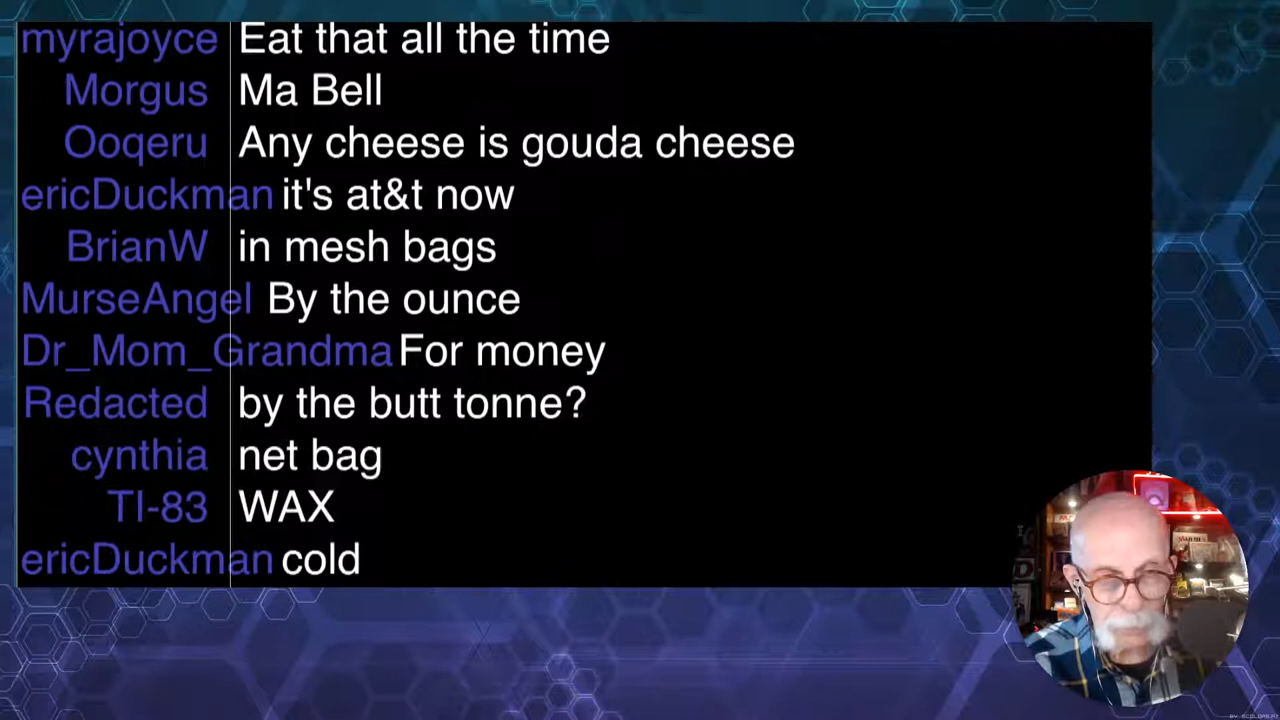 myrajoyce Eat that all the time
Morgus Ma Bell
Ooqeru Any cheese is gouda cheese
ericDuckman it's at&t now
BrianW in mesh bags
MurseAngel By the ounce
Dr_Mom_Grandma For money
Redacted by the butt tonne?
cynthia net bag
TI-83 WAX
ericDuckman cold